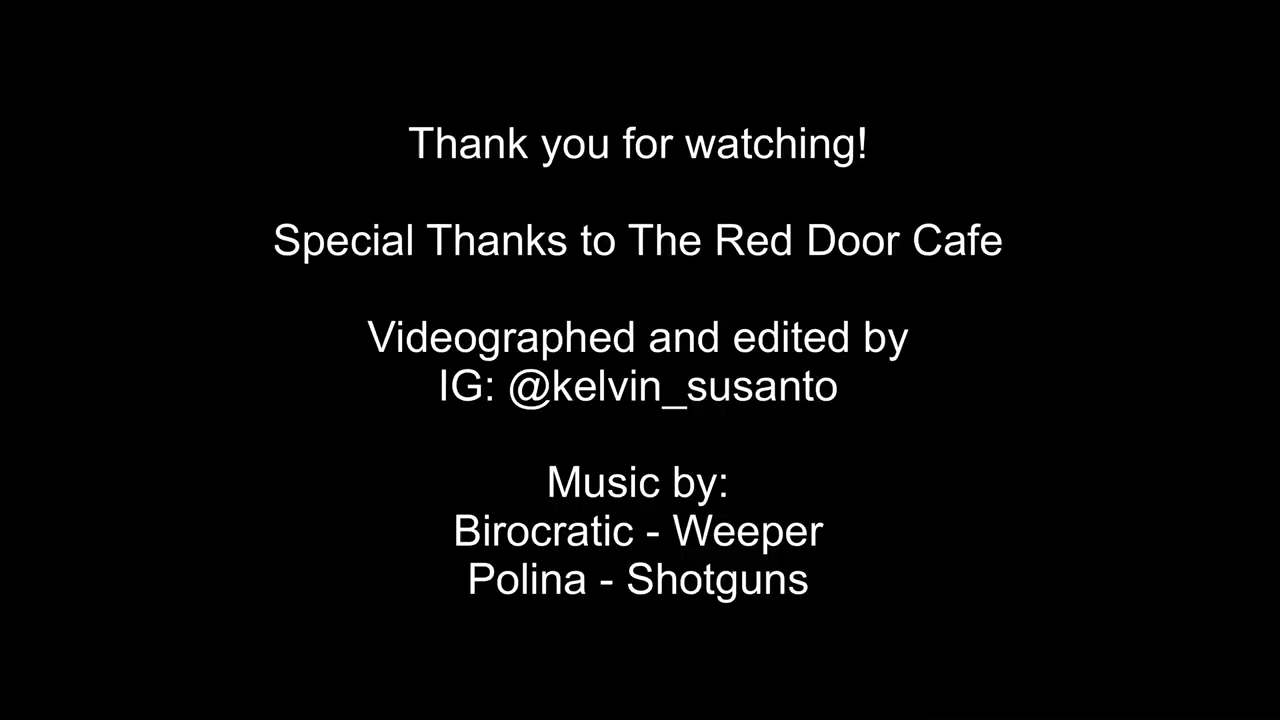 Thank you for watching!
Special Thanks to The Red Door Cafe
Videographed and edited by
IG: @kelvin_susanto
Music by:
Birocratic - Weeper
Polina - Shotguns